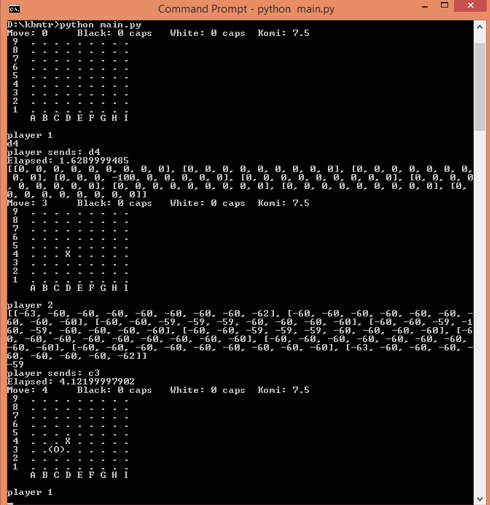 Command Prompt - python  main.py
D:\kbmtr>python main.py
Move: 0     Black: 0 caps    White: 0 caps   Komi: 7.5
9 . . . . . . . . .
8 . . . . . . . . .
7 . . . . . . . . .
6 . . . . . . . . .
5 . . . . . . . . .
4 . . . . . . . . .
3 . . . . . . . . .
2 . . . . . . . . .
1 . . . . . . . . .
A B C D E F G H I
player 1
d4
player sends: d4
Elapsed: 1.6289999485
[[0, 0, 0, 0, 0, 0, 0, 0, 0], [0, 0, 0, 0, 0, 0, 0, 0, 0], [0, 0, 0, 0, 0, 0, 0,
0, 0], [0, 0, 0, -100, 0, 0, 0, 0, 0], [0, 0, 0, 0, 0, 0, 0, 0, 0], [0, 0, 0, 0
, 0, 0, 0, 0, 0], [0, 0, 0, 0, 0, 0, 0, 0, 0], [0, 0, 0, 0, 0, 0, 0, 0, 0], [0,
0, 0, 0, 0, 0, 0, 0, 0]]
Move: 3     Black: 0 caps    White: 0 caps   Komi: 7.5
9 . . . . . . . . .
8 . . . . . . . . .
7 . . . . . . . . .
6 . . . . . . . . .
5 . . . . . . . . .
4 . . . X . . . . .
3 . . . . . . . . .
2 . . . . . . . . .
1 . . . . . . . . .
A B C D E F G H I
player 2
[[-63, -60, -60, -60, -60, -60, -60, -60, -62], [-60, -60, -60, -60, -60, -60, -
60, -60, -60], [-60, -60, -59, -59, -59, -60, -60, -60, -60], [-60, -60, -59, -1
00, -59, -60, -60, -60, -60], [-60, -60, -59, -59, -59, -60, -60, -60, -60], [-6
0, -60, -60, -60, -60, -60, -60, -60, -60], [-60, -60, -60, -60, -60, -60, -60,
-60, -60], [-60, -60, -60, -60, -60, -60, -60, -60, -60], [-63, -60, -60, -60, -
60, -60, -60, -60, -62]]
-59
player sends: c3
Elapsed: 4.12199997902
Move: 4     Black: 0 caps    White: 0 caps   Komi: 7.5
9 . . . . . . . . .
8 . . . . . . . . .
7 . . . . . . . . .
6 . . . . . . . . .
5 . . . . . . . . .
4 . . . X . . . . .
3 . .(O). . . . . .
2 . . . . . . . . .
1 . . . . . . . . .
A B C D E F G H I
player 1